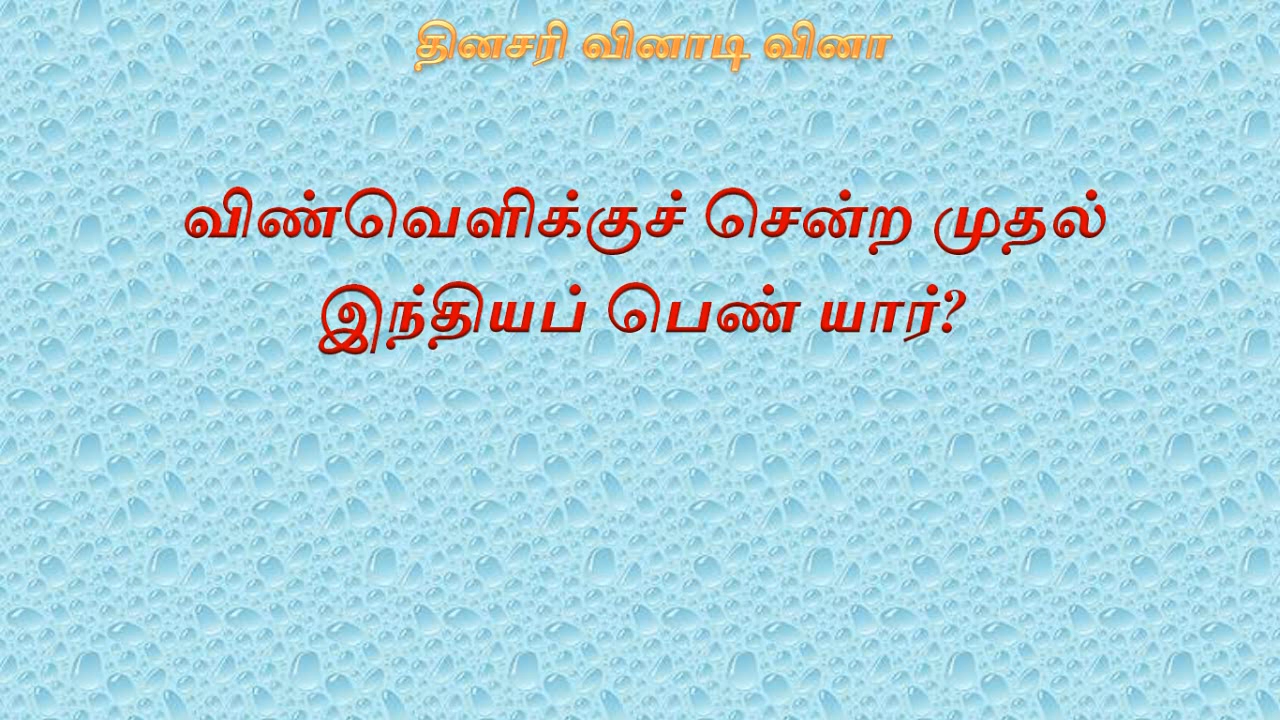 தினசரி வினாடி வினா
விண்வெளிக்குச் சென்ற முதல்
இந்தியப் பெண் யார்?